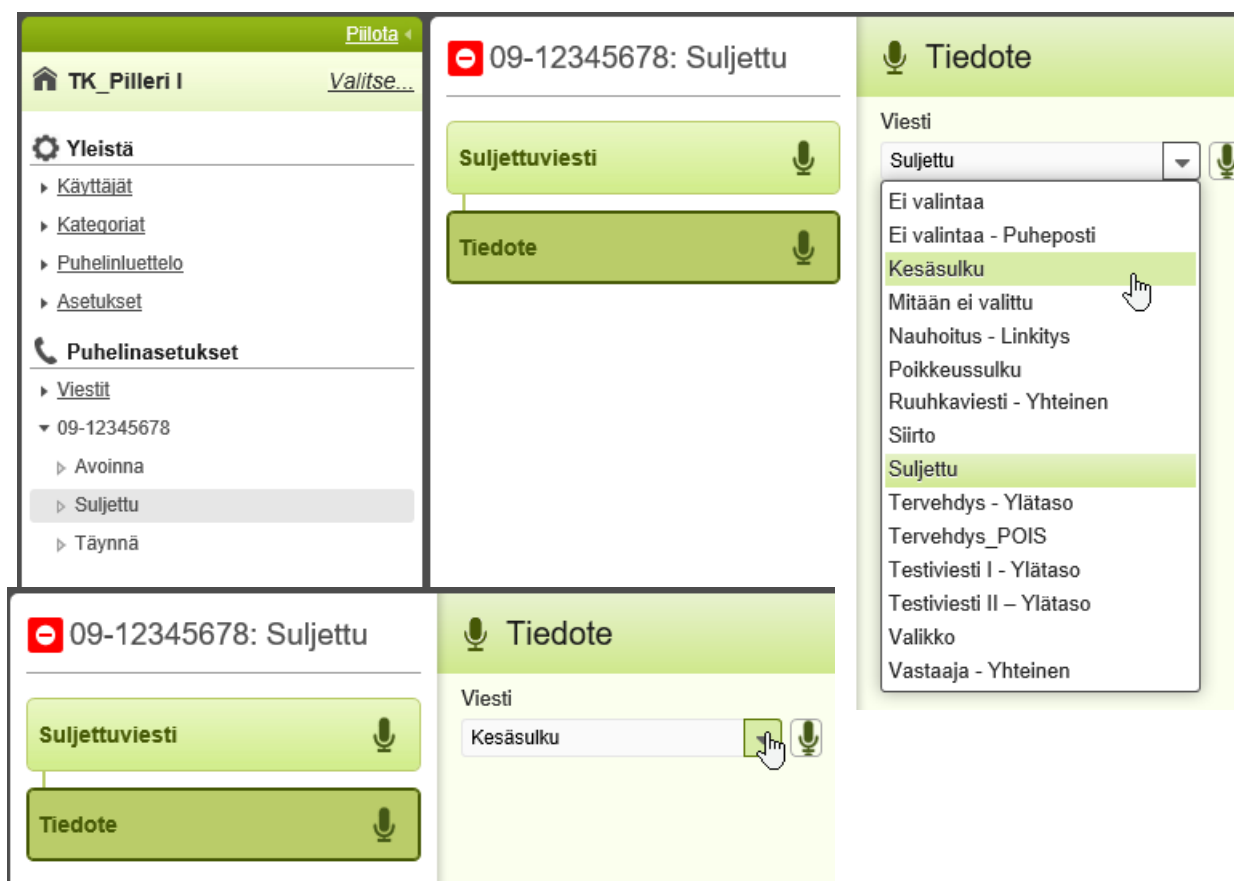 Piilota
TK_Pilleri I
Valitse...
Yleistä
Käyttäjät
Kategoriat
Puhelinluettelo
Asetukset
Puhelinasetukset
Viestit
09-12345678
Avoinna
Suljettu
Täynnä
09-12345678: Suljettu
Suljettuviesti
Tiedote
Tiedote
Viesti
Suljettu
Ei valintaa
Ei valintaa - Puheposti
Kesäsulku
Mitään ei valittu
Nauhoitus - Linkitys
Poikkeussulku
Ruuhkaviesti - Yhteinen
Siirto
Suljettu
Tervehdys - Ylätaso
Tervehdys_POIS
Testiviesti I - Ylätaso
Testiviesti II – Ylätaso
Valikko
Vastaaja - Yhteinen
09-12345678: Suljettu
Suljettuviesti
Tiedote
Tiedote
Viesti
Kesäsulku